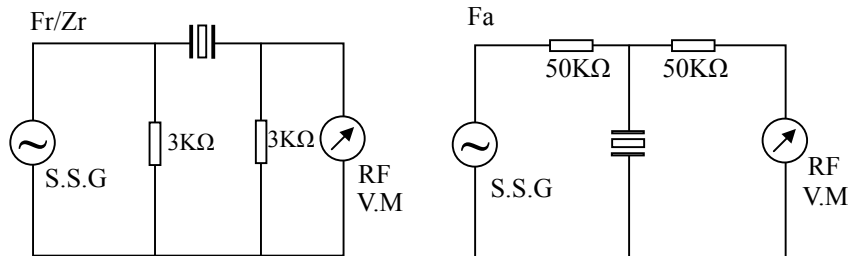 Fr/Zr
3KΩ
3KΩ
S.S.G
RF
V.M
Fa
50KΩ
50KΩ
S.S.G
RF
V.M